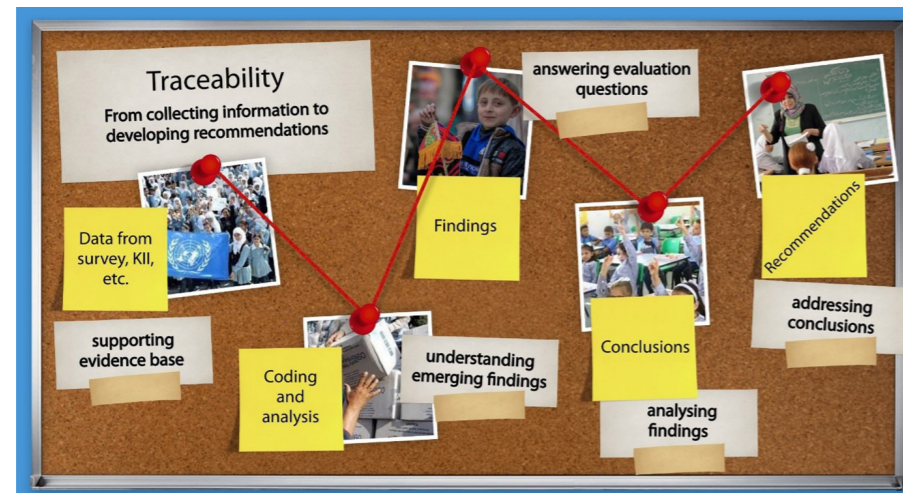 Traceability
From collecting information to
developing recommendations
Data from
survey, KII,
etc.
supporting
evidence base
Coding
and
analysis
understanding
emerging findings
Findings
answering evaluation
questions
Conclusions
analysing
findings
Recommendations
addressing
conclusions